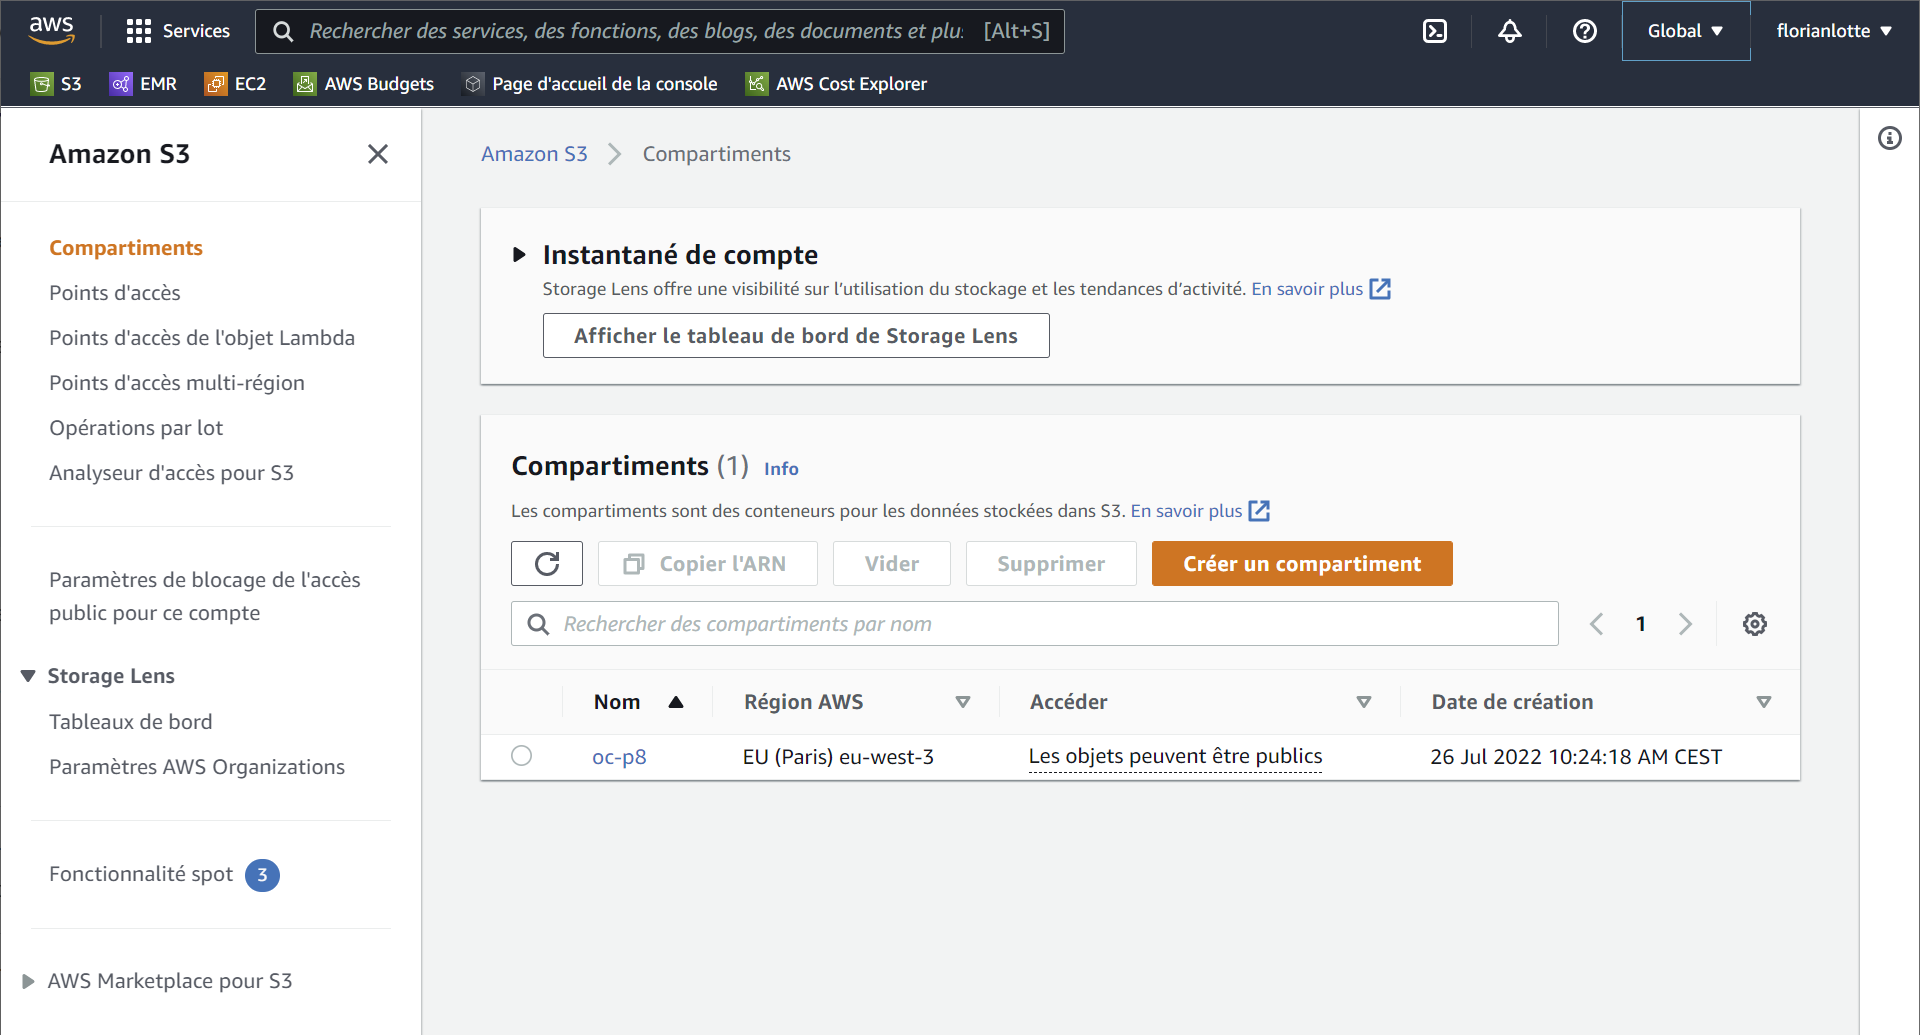 aws
Services
Rechercher des services, des fonctions, des blogs, des documents et plu: [Alt+S]
Global
florianlotte
S3
EMR
EC2
AWS Budgets
Page d'accueil de la console
AWS Cost Explorer
Amazon S3
Compartiments
Points d'accès
Points d'accès de l'objet Lambda
Points d'accès multi-région
Opérations par lot
Analyseur d'accès pour S3
Paramètres de blocage de l'accès
public pour ce compte
Storage Lens
Tableaux de bord
Paramètres AWS Organizations
Fonctionnalité spot 3
AWS Marketplace pour S3
Amazon S3 > Compartiments
Instantané de compte
Storage Lens offre une visibilité sur l’utilisation du stockage et les tendances d’activité. En savoir plus
Afficher le tableau de bord de Storage Lens
Compartiments (1) Info
Les compartiments sont des conteneurs pour les données stockées dans S3. En savoir plus
Copier l'ARN
Vider
Supprimer
Créer un compartiment
Rechercher des compartiments par nom
1
Nom Région AWS Accéder Date de création
oc-p8 EU (Paris) eu-west-3 Les objets peuvent être publics 26 Jul 2022 10:24:18 AM CEST